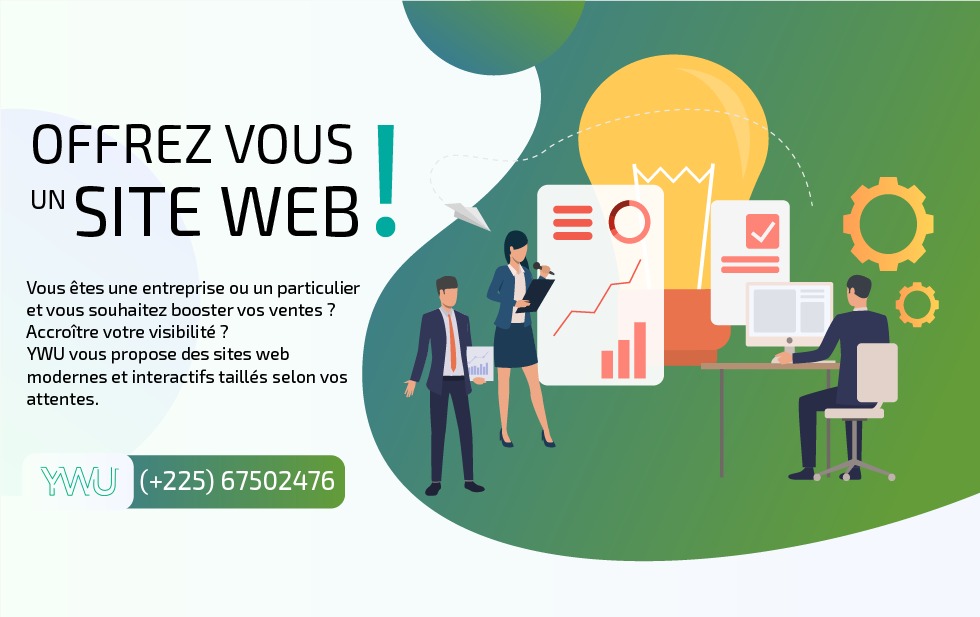 OFFREZ VOUS
UN SITE WEB !
Vous êtes une entreprise ou un particulier
et vous souhaitez booster vos ventes ?
Accroître votre visibilité ?
YWU vous propose des sites web
modernes et interactifs taillés selon vos
attentes.
YWU (+225) 67502476